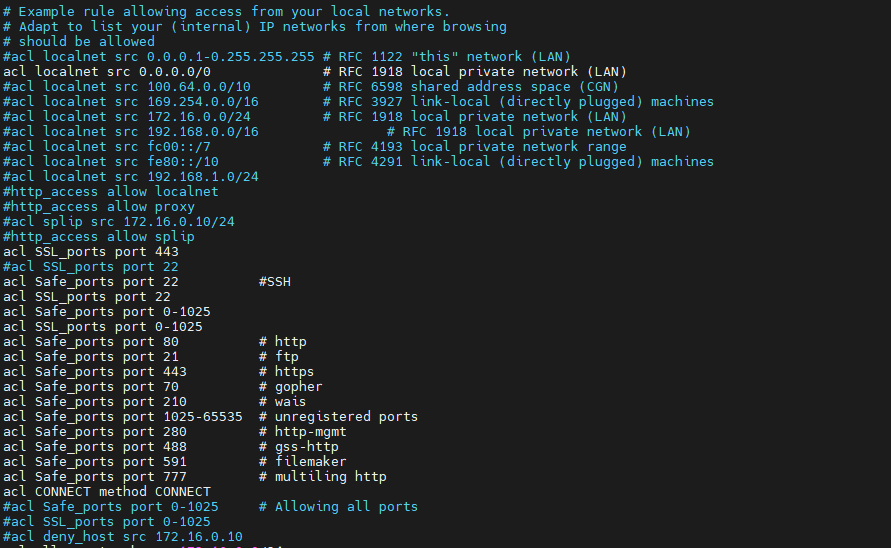 # Example rule allowing access from your local networks.
# Adapt to list your (internal) IP networks from where browsing
# should be allowed
#acl localnet src 0.0.0.1-0.255.255.255 # RFC 1122 "this" network (LAN)
acl localnet src 0.0.0.0/0              # RFC 1918 local private network (LAN)
#acl localnet src 100.64.0.0/10         # RFC 6598 shared address space (CGN)
#acl localnet src 169.254.0.0/16        # RFC 3927 link-local (directly plugged) machines
#acl localnet src 172.16.0.0/24         # RFC 1918 local private network (LAN)
#acl localnet src 192.168.0.0/16                # RFC 1918 local private network (LAN)
#acl localnet src fc00::/7              # RFC 4193 local private network range
#acl localnet src fe80::/10             # RFC 4291 link-local (directly plugged) machines
#acl localnet src 192.168.1.0/24
#http_access allow localnet
#http_access allow proxy
#acl splip src 172.16.0.10/24
#http_access allow splip
acl SSL_ports port 443
#acl SSL_ports port 22
acl Safe_ports port 22          #SSH
acl SSL_ports port 22
acl Safe_ports port 0-1025
acl SSL_ports port 0-1025
acl Safe_ports port 80          # http
acl Safe_ports port 21          # ftp
acl Safe_ports port 443         # https
acl Safe_ports port 70          # gopher
acl Safe_ports port 210         # wais
acl Safe_ports port 1025-65535  # unregistered ports
acl Safe_ports port 280         # http-mgmt
acl Safe_ports port 488         # gss-http
acl Safe_ports port 591         # filemaker
acl Safe_ports port 777         # multiling http
acl CONNECT method CONNECT
#acl Safe_ports port 0-1025     # Allowing all ports
#acl SSL_ports port 0-1025
#acl deny_host src 172.16.0.10